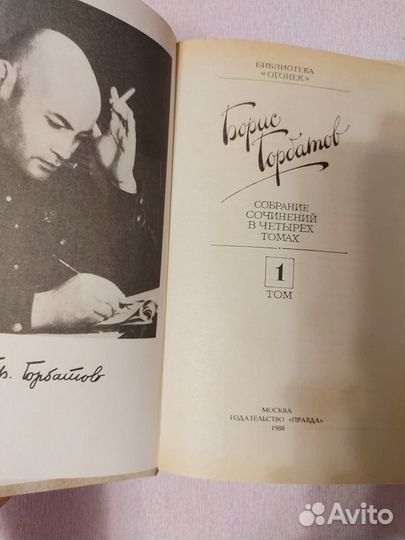 БИБЛИОТЕКА
«ОГОНЕК»
Борис
Горбатов
СОБРАНИЕ
СОЧИНЕНИЙ
В ЧЕТЫРЕХ
ТОМАХ
1
ТОМ
МОСКВА
ИЗДАТЕЛЬСТВО «ПРАВДА»
1988
Б. Горбатов
Avito